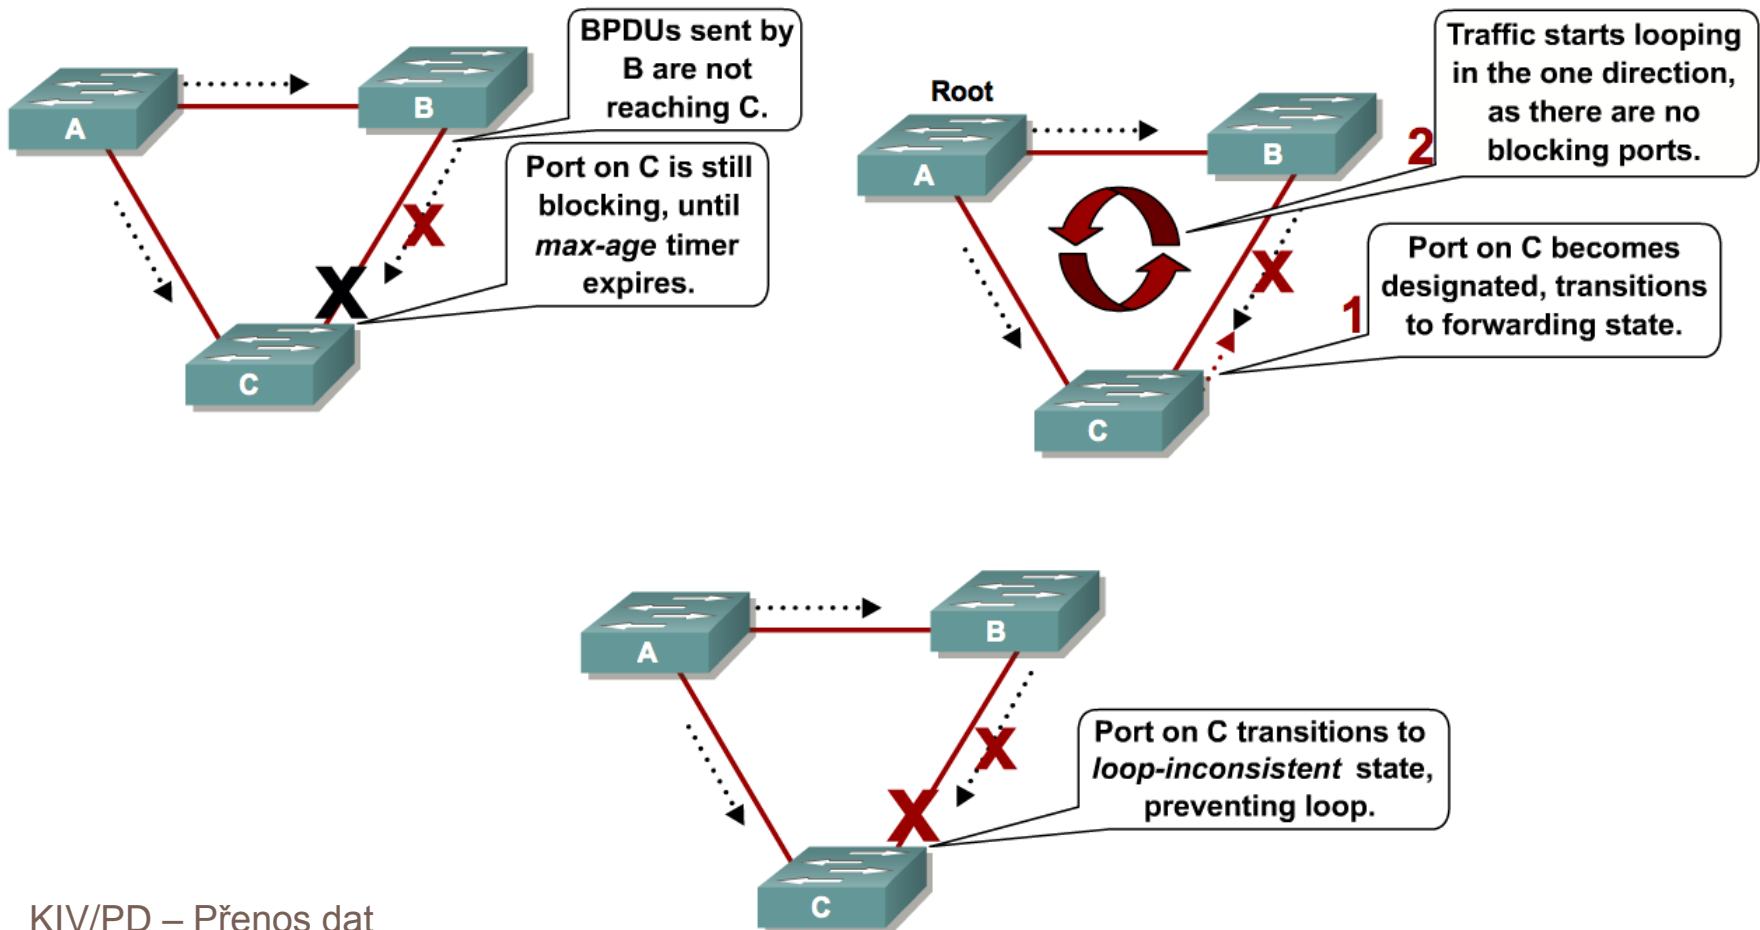 BPDUs sent by
B are not
reaching C.
A
B
Port on C is still
blocking, until
max-age timer
expires.
X
X
C
Traffic starts looping
in the one direction,
as there are no
blocking ports.
Root
2
A
B
Port on C becomes
designated, transitions
to forwarding state.
1
X
C
A
B
Port on C transitions to
loop-inconsistent state,
preventing loop.
X
X
C
KIV/PD – Přenos dat